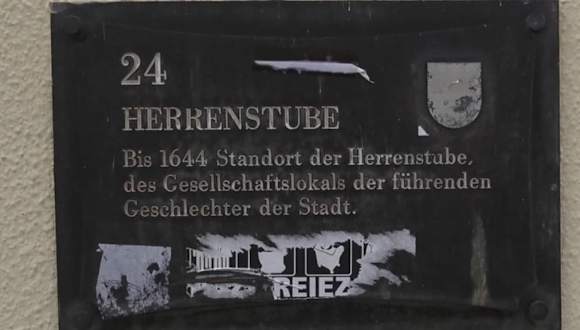 24
HERRENSTUBE
Bis 1644 Standort der Herrenstube,
des Gesellschaftslokals der führenden
Geschlechter der Stadt.
REIEZ